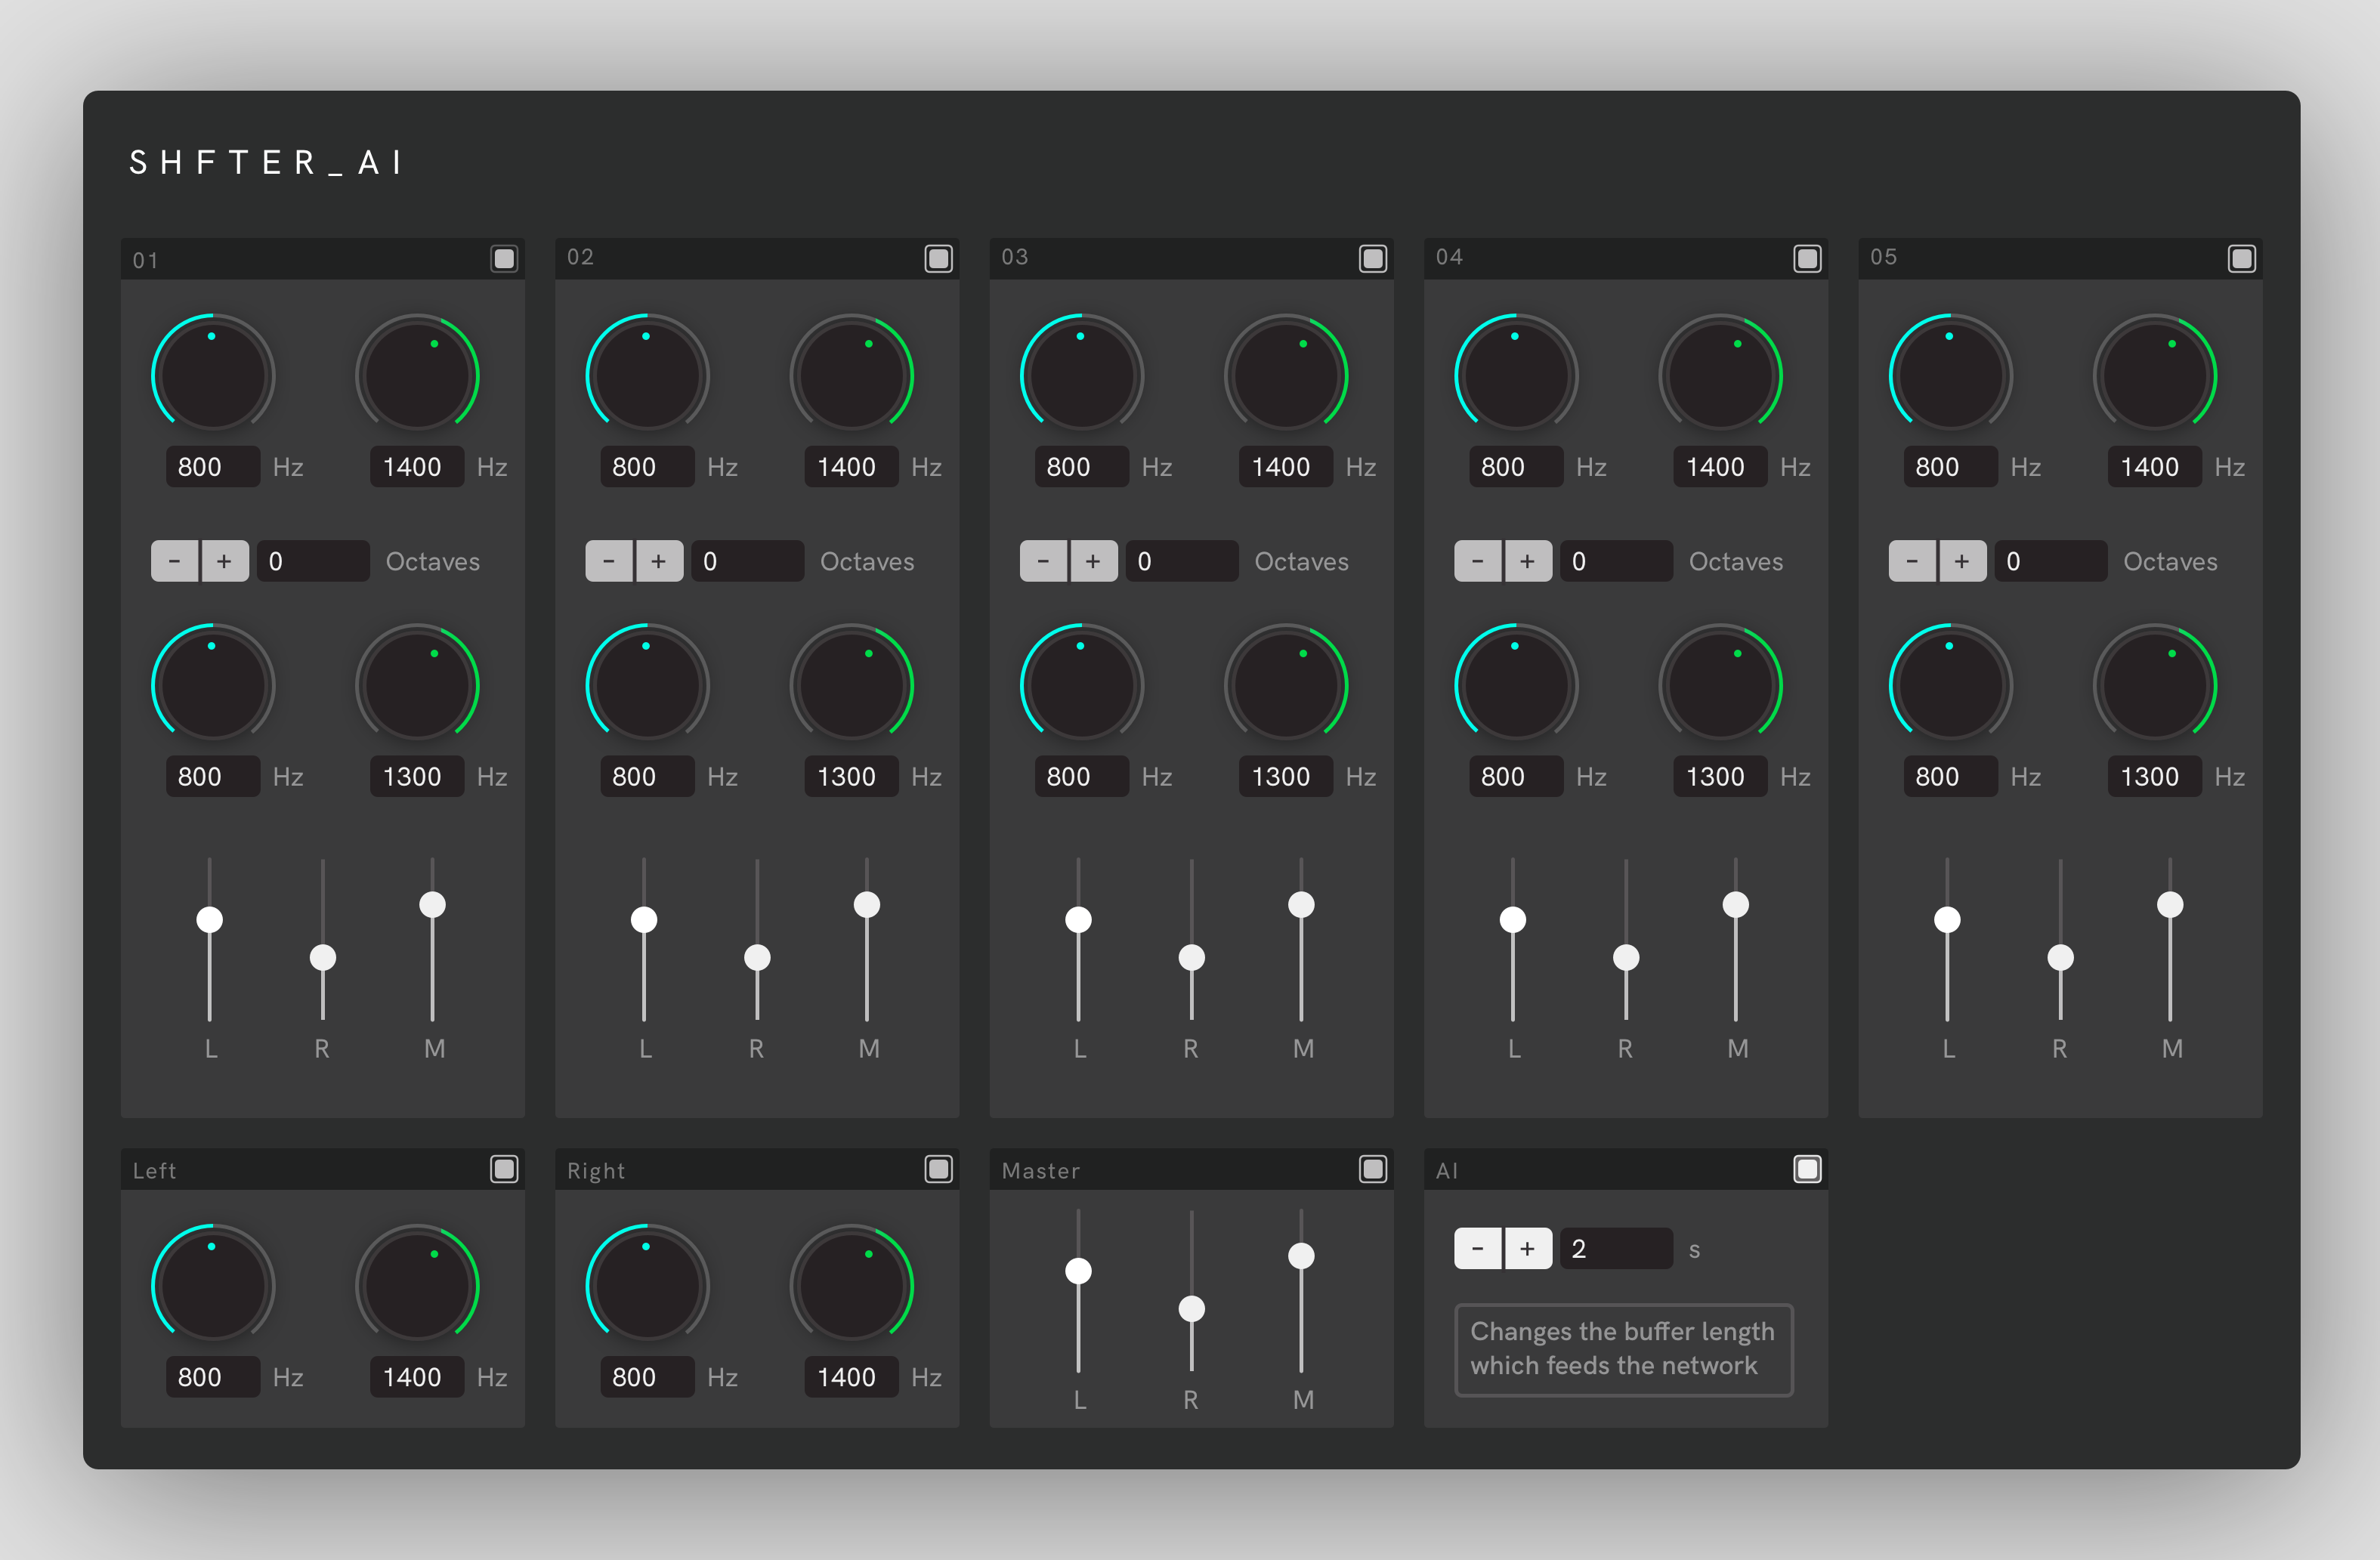 SHFTER_AI
01 02 03 04 05
800 Hz 1400 Hz 800 Hz 1400 Hz 800 Hz 1400 Hz 800 Hz 1400 Hz 800 Hz 1400 Hz
- + 0 Octaves - + 0 Octaves - + 0 Octaves - + 0 Octaves - + 0 Octaves
800 Hz 1300 Hz 800 Hz 1300 Hz 800 Hz 1300 Hz 800 Hz 1300 Hz 800 Hz 1300 Hz
L R M L R M L R M L R M L R M
Left Right Master AI
- + 2 s
Changes the buffer length
which feeds the network
800 Hz 1400 Hz 800 Hz 1400 Hz
L R M